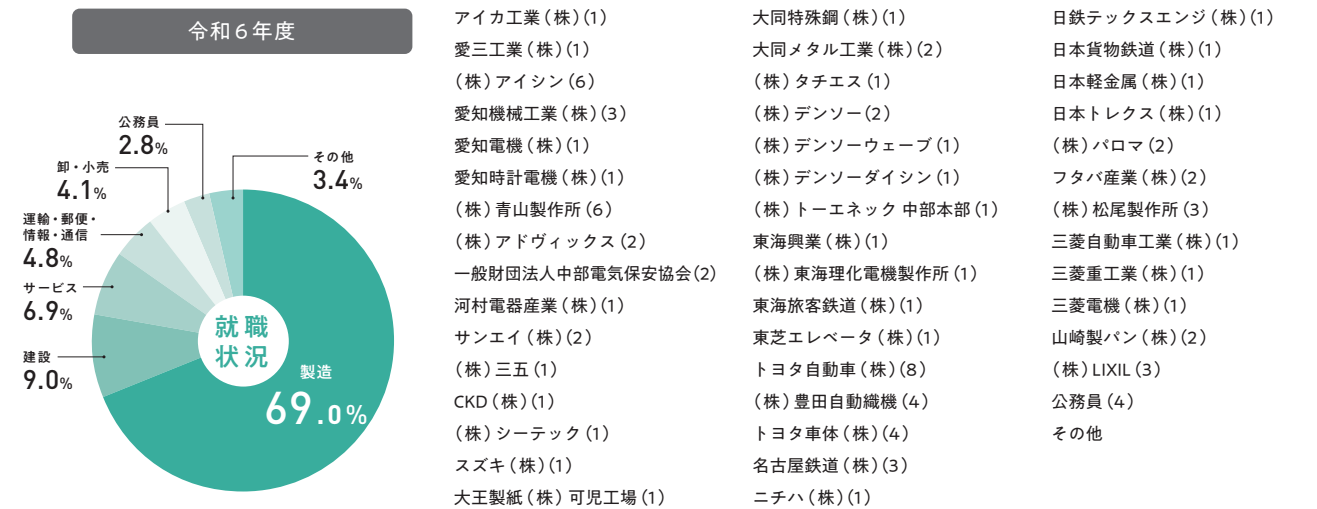 令和6年度
公務員
2.8%
卸・小売
4.1%
運輸・郵便・
情報・通信
4.8%
サービス
6.9%
建設
9.0%
その他
3.4%
就職
状況
製造
69.0%
アイカ工業(株)(1)
愛三工業(株)(1)
(株)アイシン(6)
愛知機械工業(株)(3)
愛知電機(株)(1)
愛知時計電機(株)(1)
(株)青山製作所(6)
(株)アドヴィックス(2)
一般財団法人中部電気保安協会(2)
河村電器産業(株)(1)
サンエイ(株)(2)
(株)三五(1)
CKD(株)(1)
(株)シーテック(1)
スズキ(株)(1)
大王製紙(株) 可児工場(1)
大同特殊鋼(株)(1)
大同メタル工業(株)(2)
(株)タチエス(1)
(株)デンソー(2)
(株)デンソーウェーブ(1)
(株)デンソーダイシン(1)
(株)トーエネック 中部本部(1)
東海興業(株)(1)
(株)東海理化電機製作所(1)
東海旅客鉄道(株)(1)
東芝エレベータ(株)(1)
トヨタ自動車(株)(8)
(株)豊田自動織機(4)
トヨタ車体(株)(4)
名古屋鉄道(株)(3)
ニチハ(株)(1)
日鉄テックスエンジ(株)(1)
日本貨物鉄道(株)(1)
日本軽金属(株)(1)
日本トレクス(株)(1)
(株)パロマ(2)
フタバ産業(株)(2)
(株)松尾製作所(3)
三菱自動車工業(株)(1)
三菱重工業(株)(1)
三菱電機(株)(1)
山崎製パン(株)(2)
(株)LIXIL(3)
公務員(4)
その他